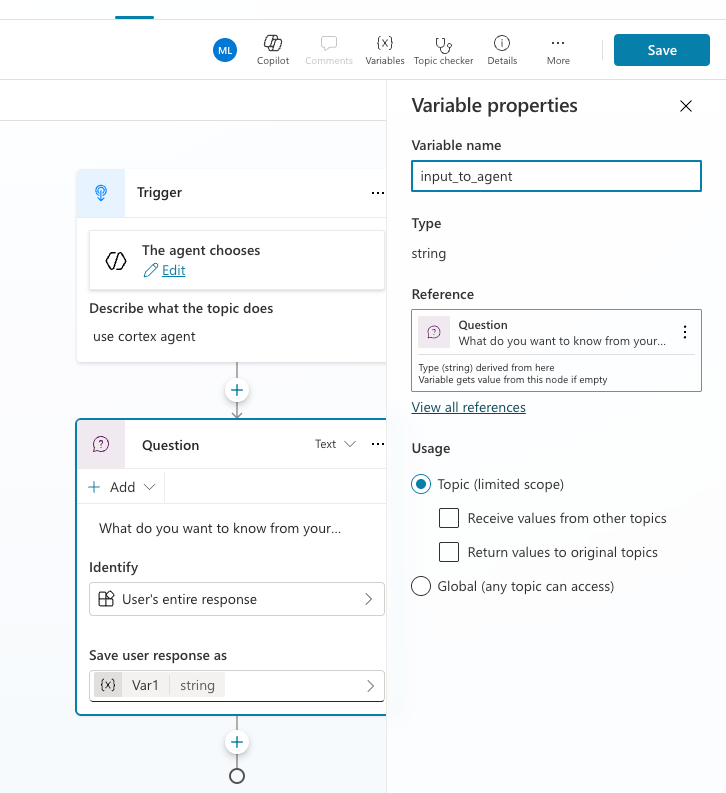 ML
Copilot
Comments
{x}
Variables
Topic checker
Details
More
Save
Variable properties
Variable name
input_to_agent
Type
string
Reference
Question
What do you want to know from your...
Type (string) derived from here
Variable gets value from this node if empty
View all references
Usage
Topic (limited scope)
Receive values from other topics
Return values to original topics
Global (any topic can access)
Trigger
The agent chooses
Edit
Describe what the topic does
use cortex agent
Question
Text
Add
What do you want to know from your...
Identify
User's entire response
Save user response as
{x} Var1 string